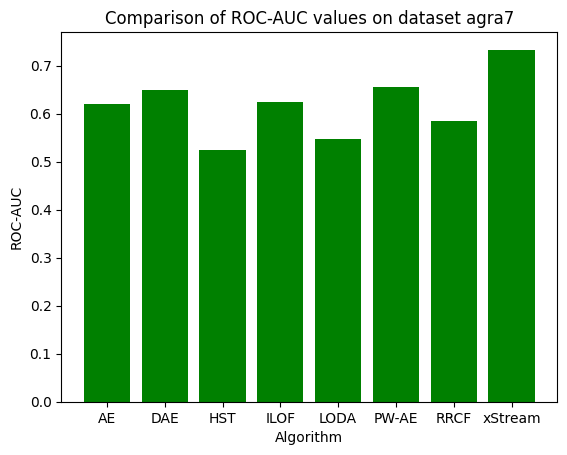 Comparison of ROC-AUC values on dataset agra7
ROC-AUC
0.7
0.6
0.5
0.4
0.3
0.2
0.1
0.0
AE DAE HST ILOF LODA PW-AE RRCF xStream
Algorithm